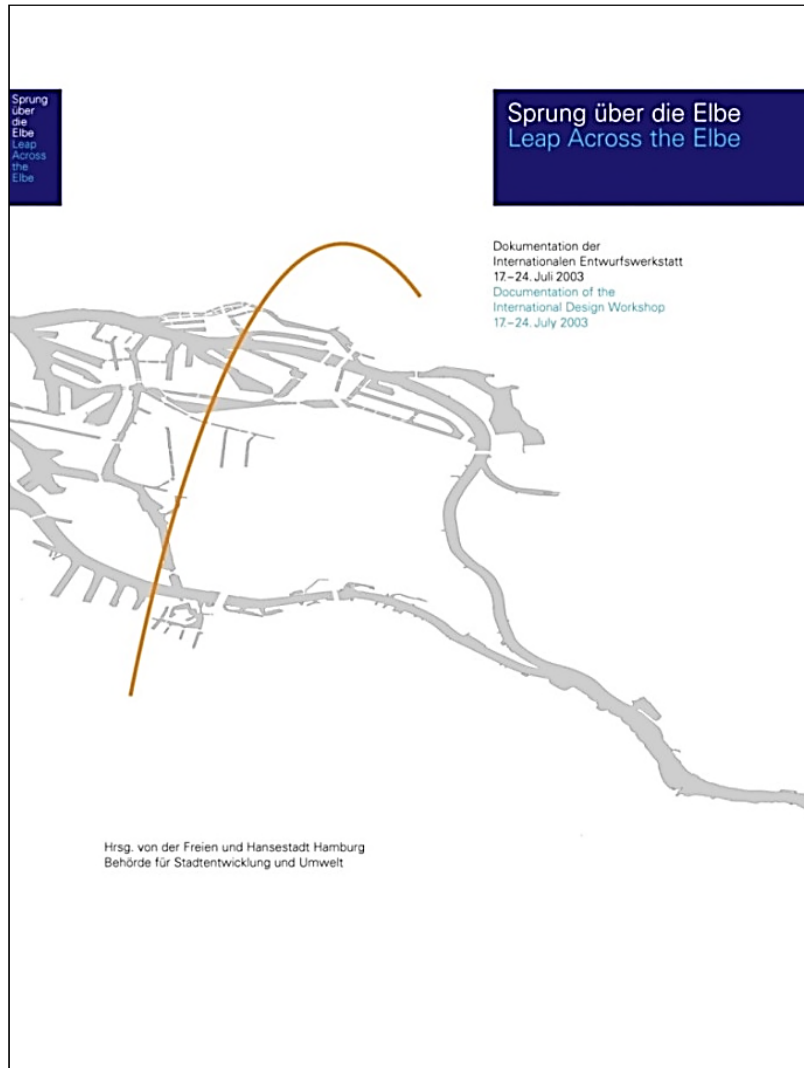 Sprung
über
die
Elbe
Leap
Across
the
Elbe
Sprung über die Elbe
Leap Across the Elbe
Dokumentation der
Internationalen Entwurfswerkstatt
17.–24. Juli 2003
Documentation of the
International Design Workshop
17.–24. July 2003
Hrsg. von der Freien und Hansestadt Hamburg
Behörde für Stadtentwicklung und Umwelt